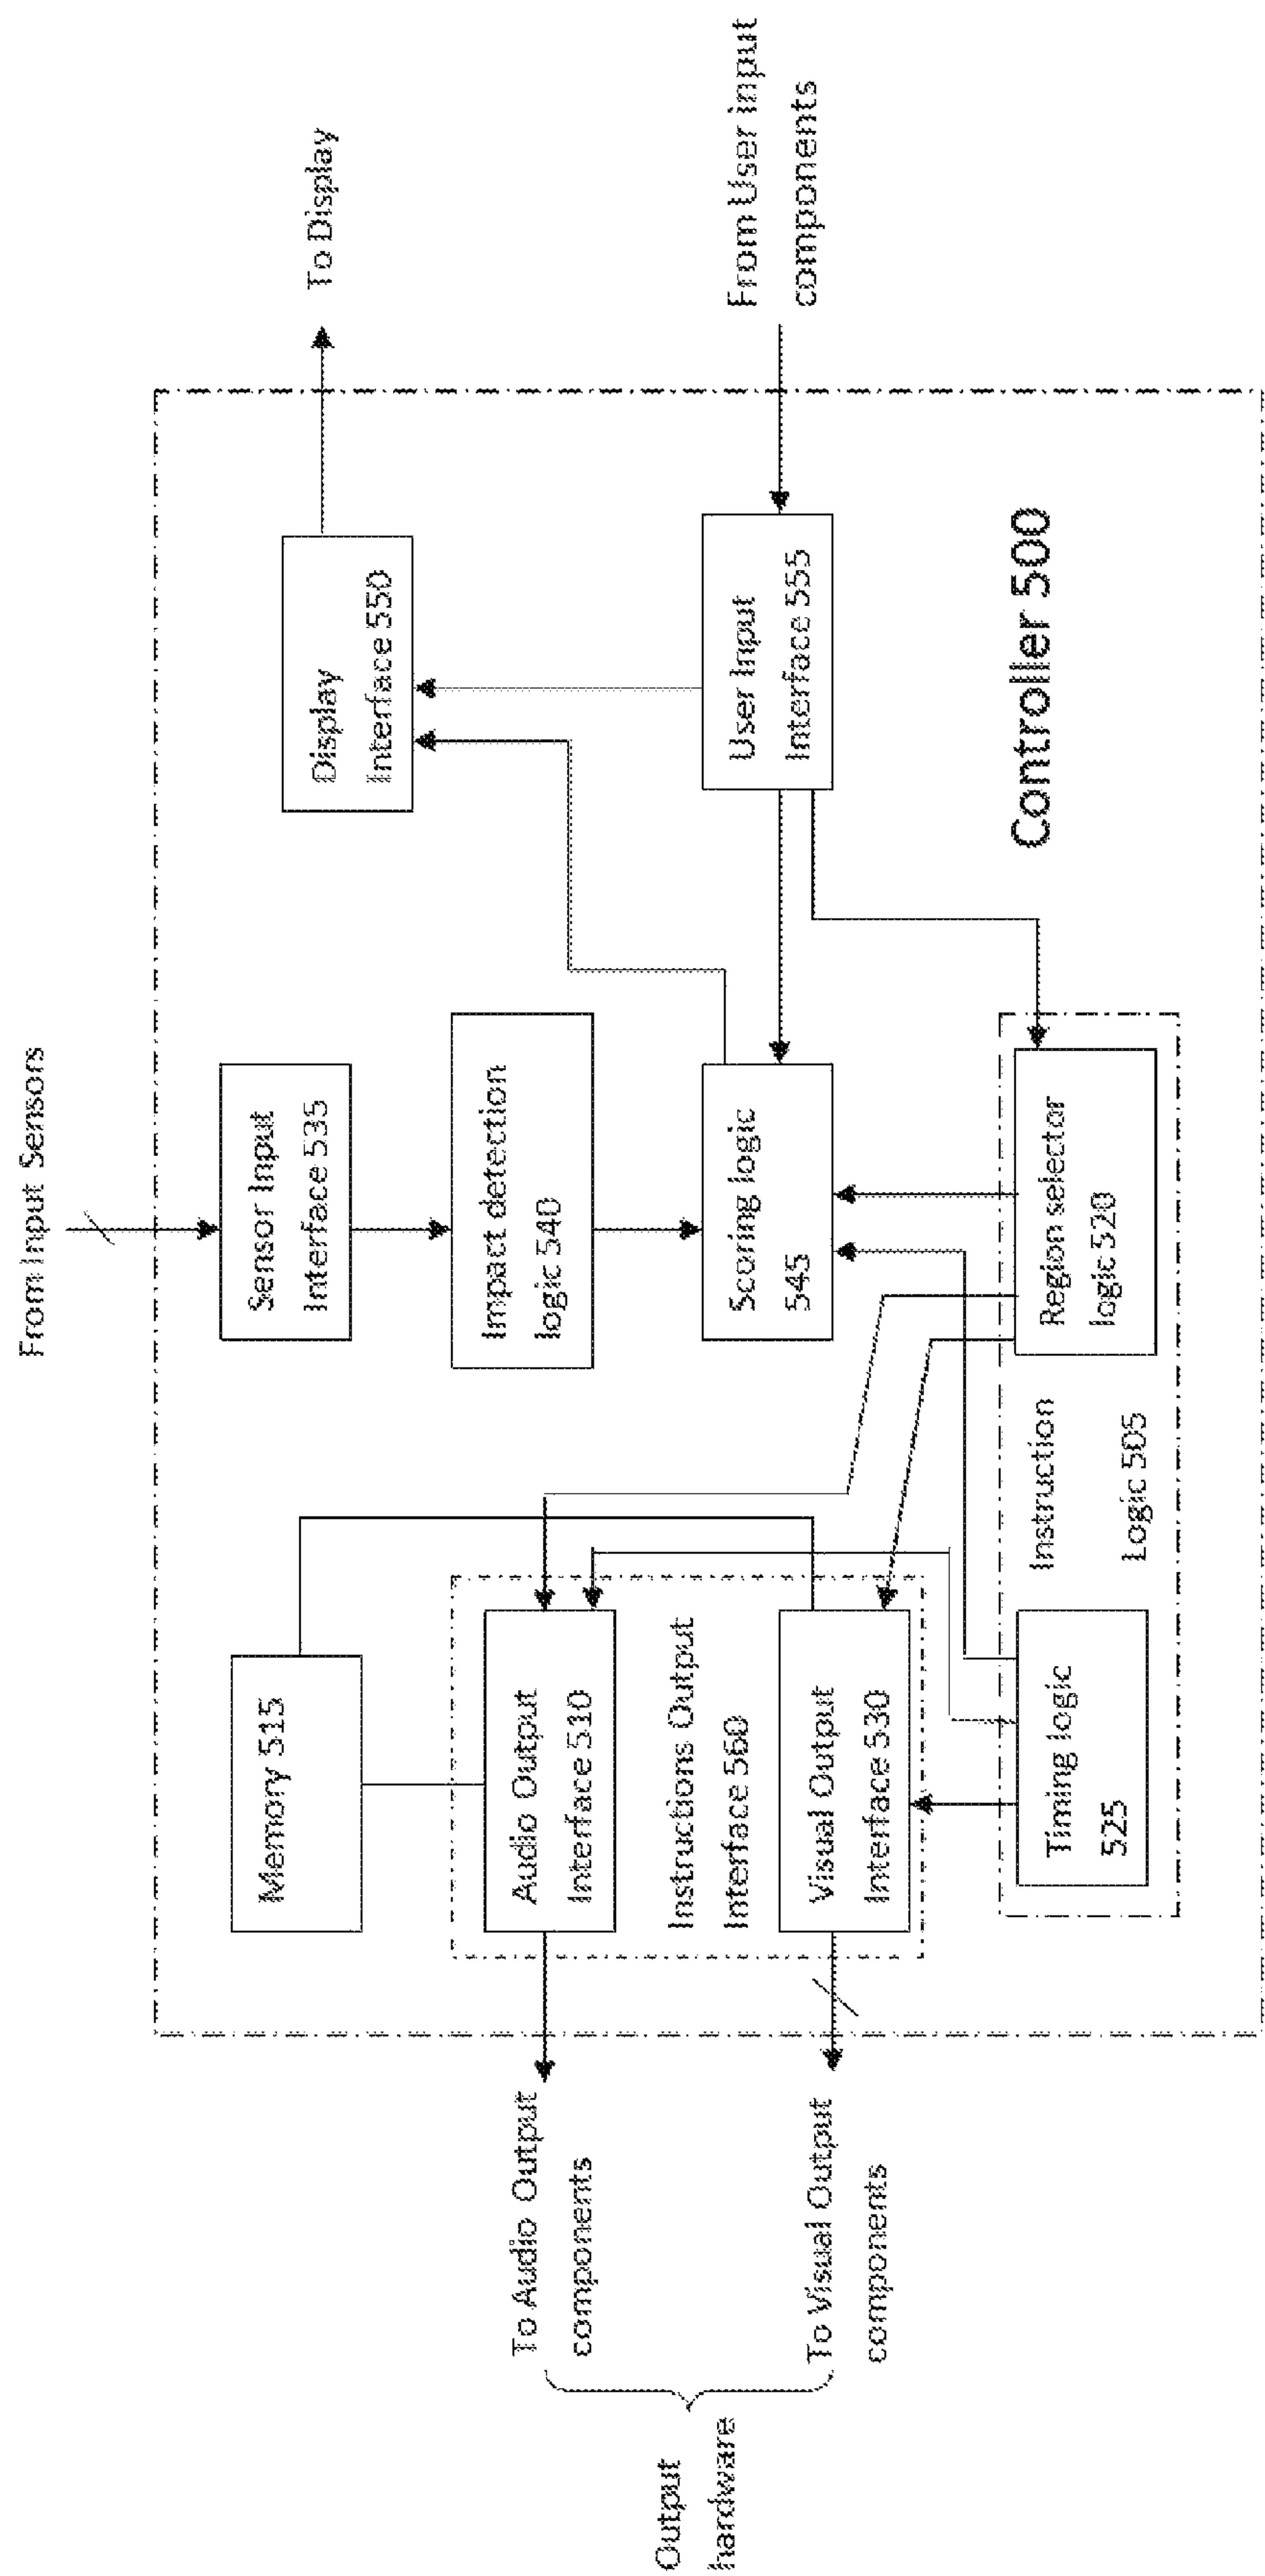 From Input Sensors
To Display
From User input
components
Sensor Input
Interface 535
Display
Interface 550
Memory 515
Impact detection
logic 540
Audio Output
Interface 510
Instructions Output
Interface 560
Visual Output
Interface 530
Scoring logic
545
User Input
Interface 555
To Audio Output
components
To Visual Output
components
Output
hardware
Timing logic
525
Instruction
Logic 505
Region selector
logic 520
Controller 500